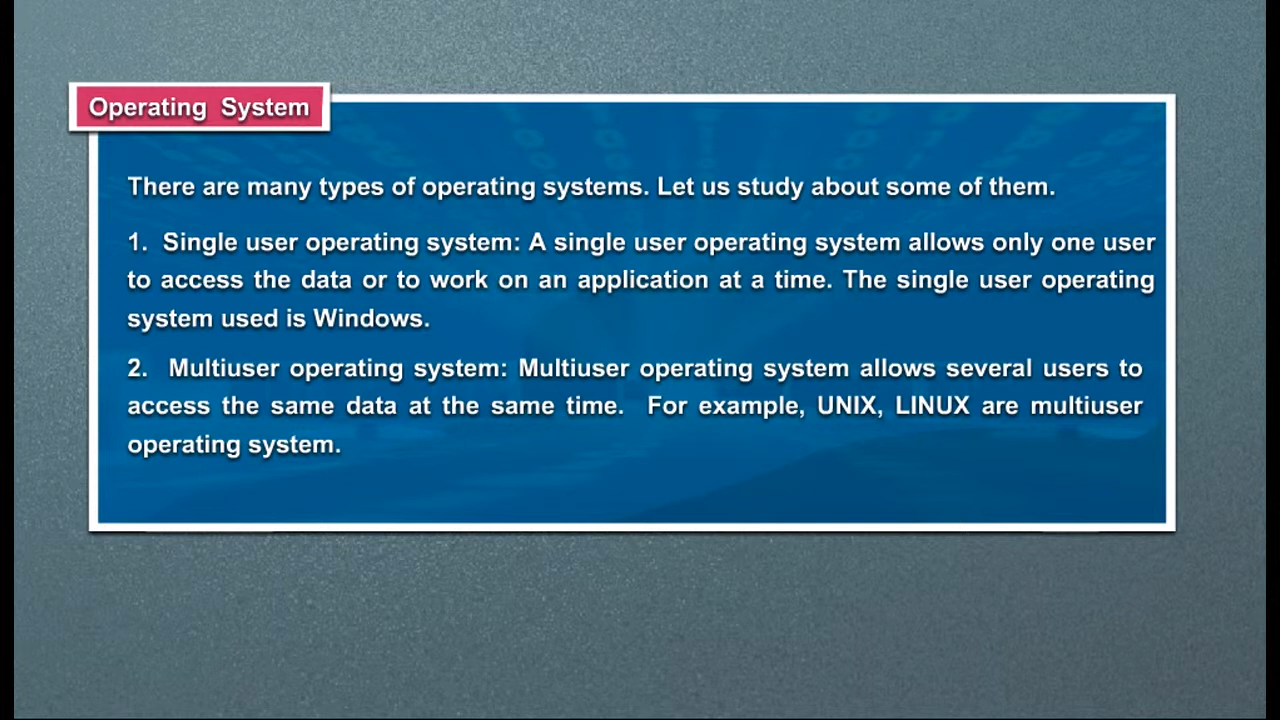 Operating System
There are many types of operating systems. Let us study about some of them.
1. Single user operating system: A single user operating system allows only one user
to access the data or to work on an application at a time. The single user operating
system used is Windows.
2. Multiuser operating system: Multiuser operating system allows several users to
access the same data at the same time. For example, UNIX, LINUX are multiuser
operating system.